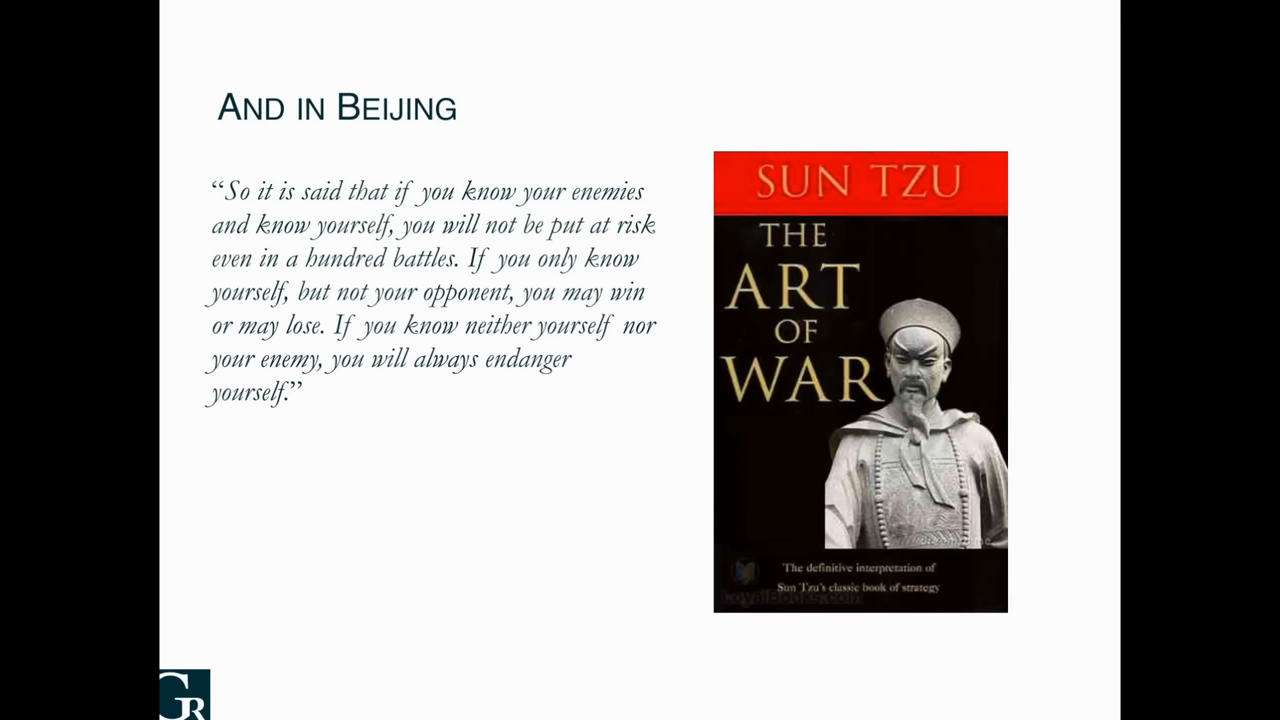 AND IN BEIJING
“So it is said that if you know your enemies
and know yourself, you will not be put at risk
even in a hundred battles. If you only know
yourself, but not your opponent, you may win
or may lose. If you know neither yourself nor
your enemy, you will always endanger
yourself.”
SUN TZU
THE
ART
OF
WAR
The definitive interpretation of
Sun Tzu's classic book of strategy
LoyalBooks.com
GR